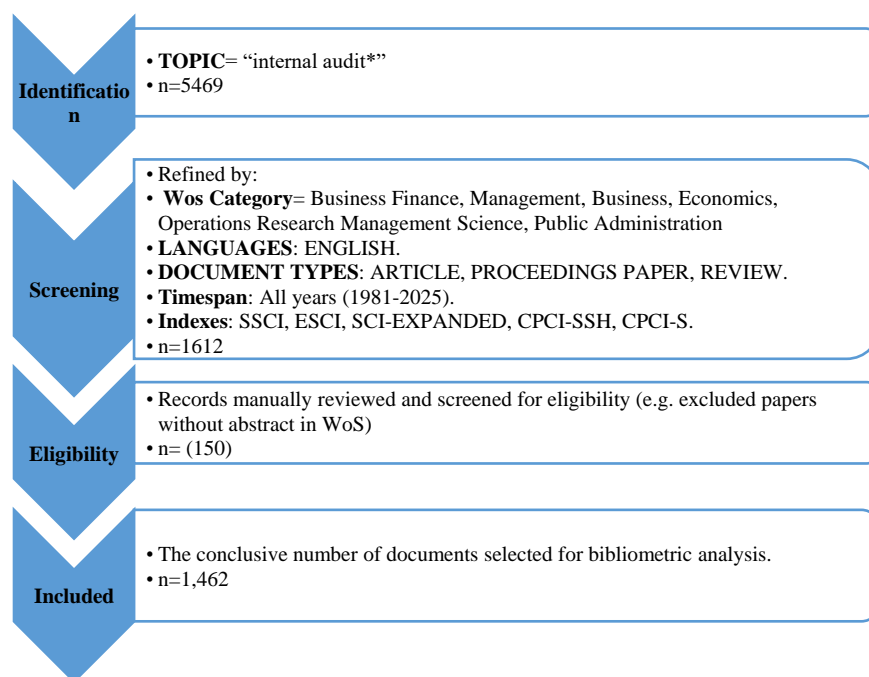 Identificatio
n
• TOPIC= “internal audit*”
• n=5469
Screening
• Refined by:
• Wos Category= Business Finance, Management, Business, Economics,
Operations Research Management Science, Public Administration
• LANGUAGES: ENGLISH.
• DOCUMENT TYPES: ARTICLE, PROCEEDINGS PAPER, REVIEW.
• Timespan: All years (1981-2025).
• Indexes: SSCI, ESCI, SCI-EXPANDED, CPCI-SSH, CPCI-S.
• n=1612
Eligibility
• Records manually reviewed and screened for eligibility (e.g. excluded papers
without abstract in WoS)
• n= (150)
Included
• The conclusive number of documents selected for bibliometric analysis.
• n=1,462